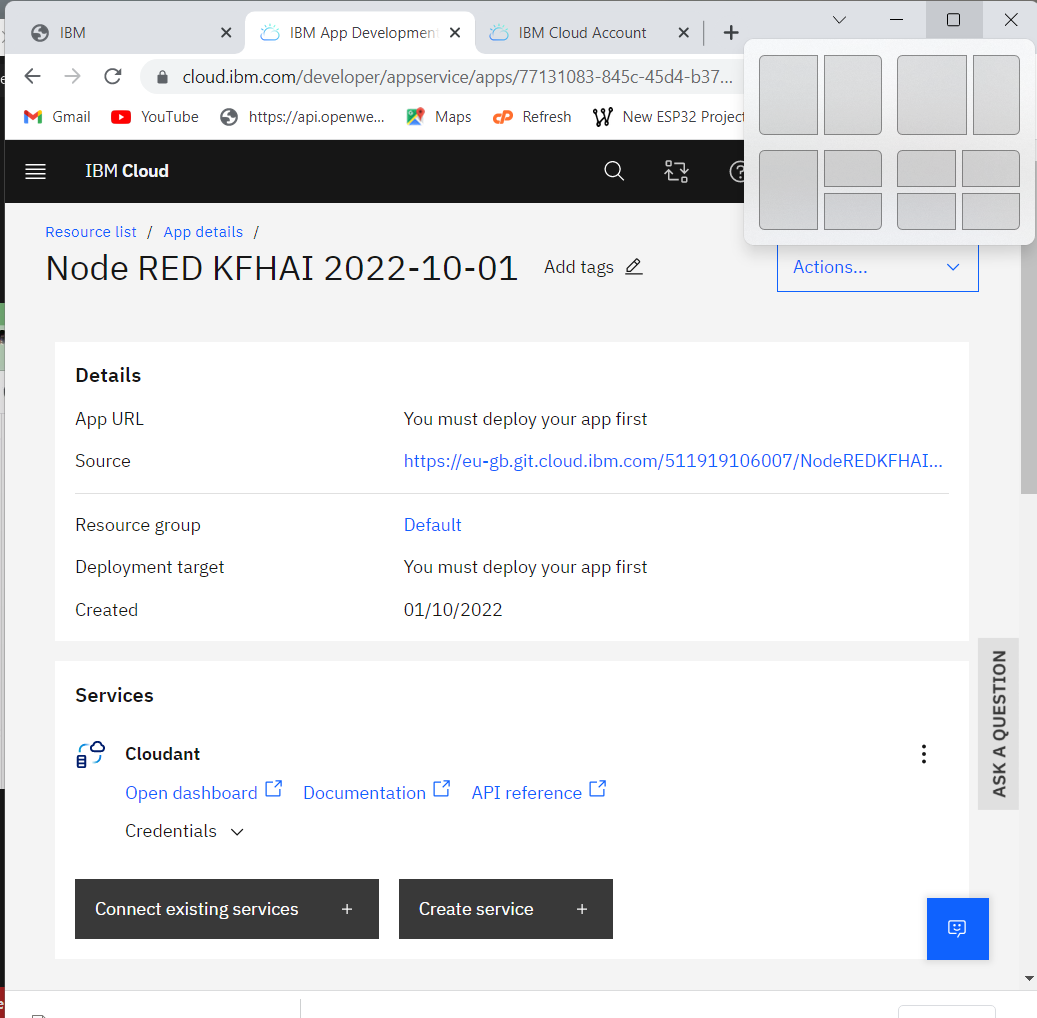 IBM
IBM App Development
IBM Cloud Account
cloud.ibm.com/developer/appservice/apps/77131083-845c-45d4-b37...
Gmail
YouTube
https://api.openwe...
Maps
Refresh
New ESP32 Project
IBM Cloud
Resource list / App details /
Node RED KFHAI 2022-10-01
Add tags
Actions...
Details
App URL
You must deploy your app first
Source
https://eu-gb.git.cloud.ibm.com/511919106007/NodeREDKFHAI...
Resource group
Default
Deployment target
You must deploy your app first
Created
01/10/2022
Services
Cloudant
Open dashboard
Documentation
API reference
Credentials
Connect existing services +
Create service +
ASK A QUESTION